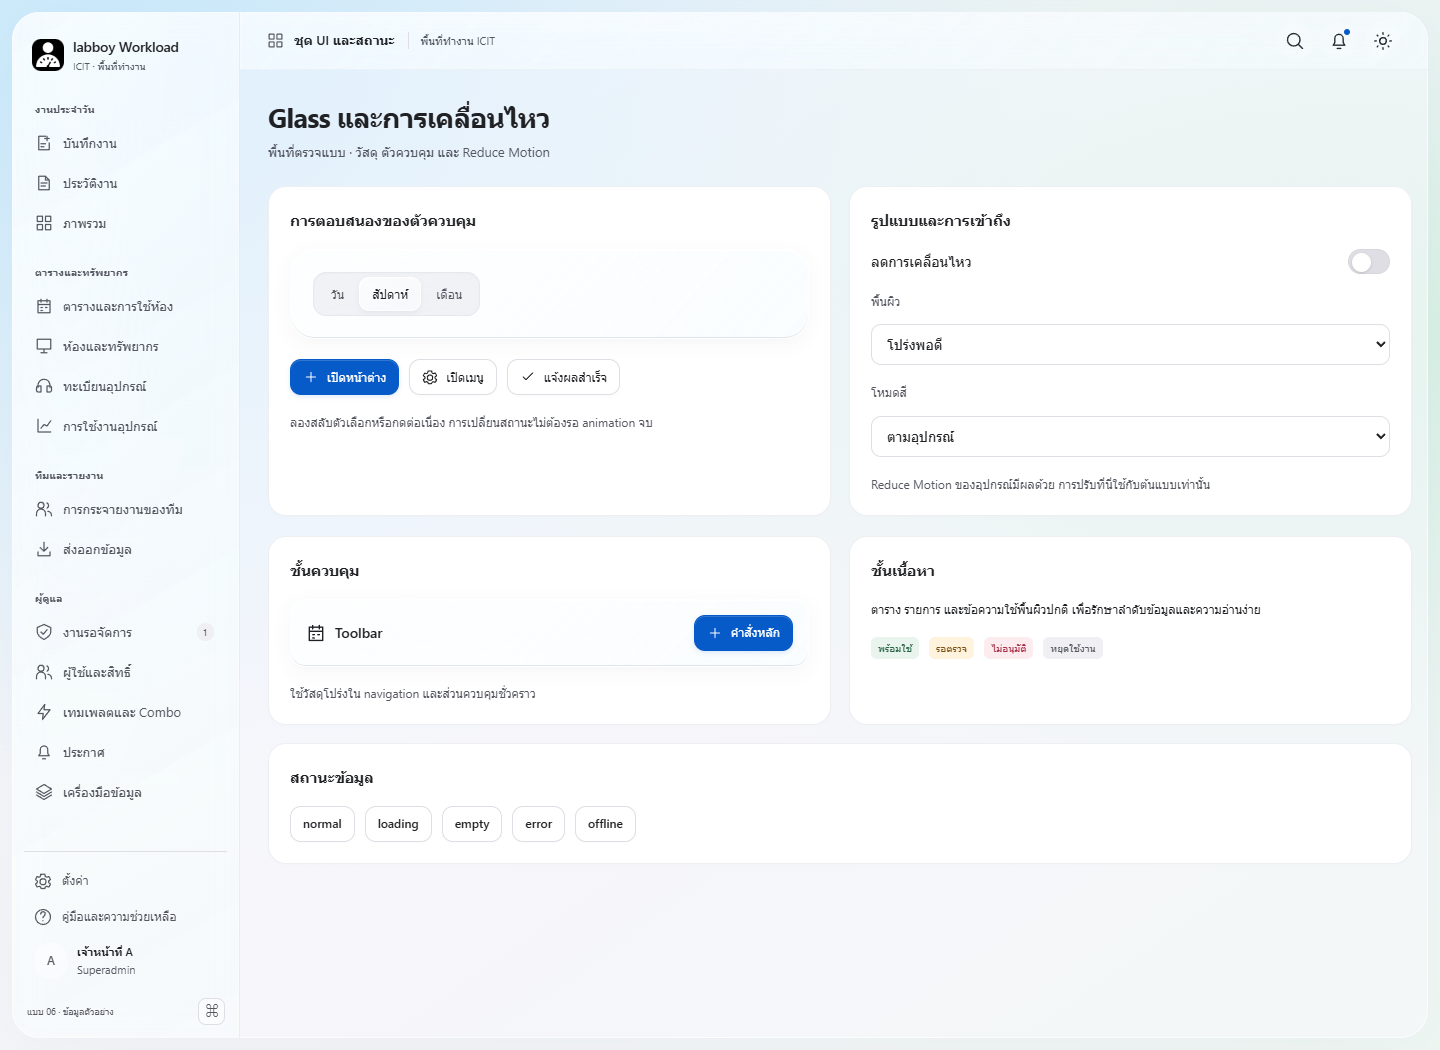 labboy Workload
ICIT · พื้นที่ทำงาน
งานประจำวัน
บันทึกงาน
ประวัติงาน
ภาพรวม
ตารางและทรัพยากร
ตารางและการใช้ห้อง
ห้องและทรัพยากร
ทะเบียนอุปกรณ์
การใช้งานอุปกรณ์
ทีมและรายงาน
การกระจายงานของทีม
ส่งออกข้อมูล
ผู้ดูแล
งานรอจัดการ 1
ผู้ใช้และสิทธิ์
เทมเพลตและ Combo
ประกาศ
เครื่องมือข้อมูล
ตั้งค่า
คู่มือและความช่วยเหลือ
A
เจ้าหน้าที่ A
Superadmin
แบบ 06 · ข้อมูลตัวอย่าง
⌘
ชุด UI และสถานะ พื้นที่ทำงาน ICIT
Glass และการเคลื่อนไหว
พื้นที่ตรวจแบบ · วัสดุ ตัวควบคุม และ Reduce Motion
การตอบสนองของตัวควบคุม
วัน สัปดาห์ เดือน
เปิดหน้าต่าง เปิดเมนู แจ้งผลสำเร็จ
ลองสลับตัวเลือกหรือกดต่อเนื่อง การเปลี่ยนสถานะไม่ต้องรอ animation จบ
รูปแบบและการเข้าถึง
ลดการเคลื่อนไหว
พื้นผิว
โปร่งพอดี
โหมดสี
ตามอุปกรณ์
Reduce Motion ของอุปกรณ์มีผลด้วย การปรับที่นี่ใช้กับต้นแบบเท่านั้น
ชั้นควบคุม
Toolbar คำสั่งหลัก
ใช้วัสดุโปร่งใน navigation และส่วนควบคุมชั่วคราว
ชั้นเนื้อหา
ตาราง รายการ และข้อความใช้พื้นผิวปกติ เพื่อรักษาลำดับข้อมูลและความอ่านง่าย
พร้อมใช้ รอตรวจ ไม่อนุมัติ หยุดใช้งาน
สถานะข้อมูล
normal loading empty error offline